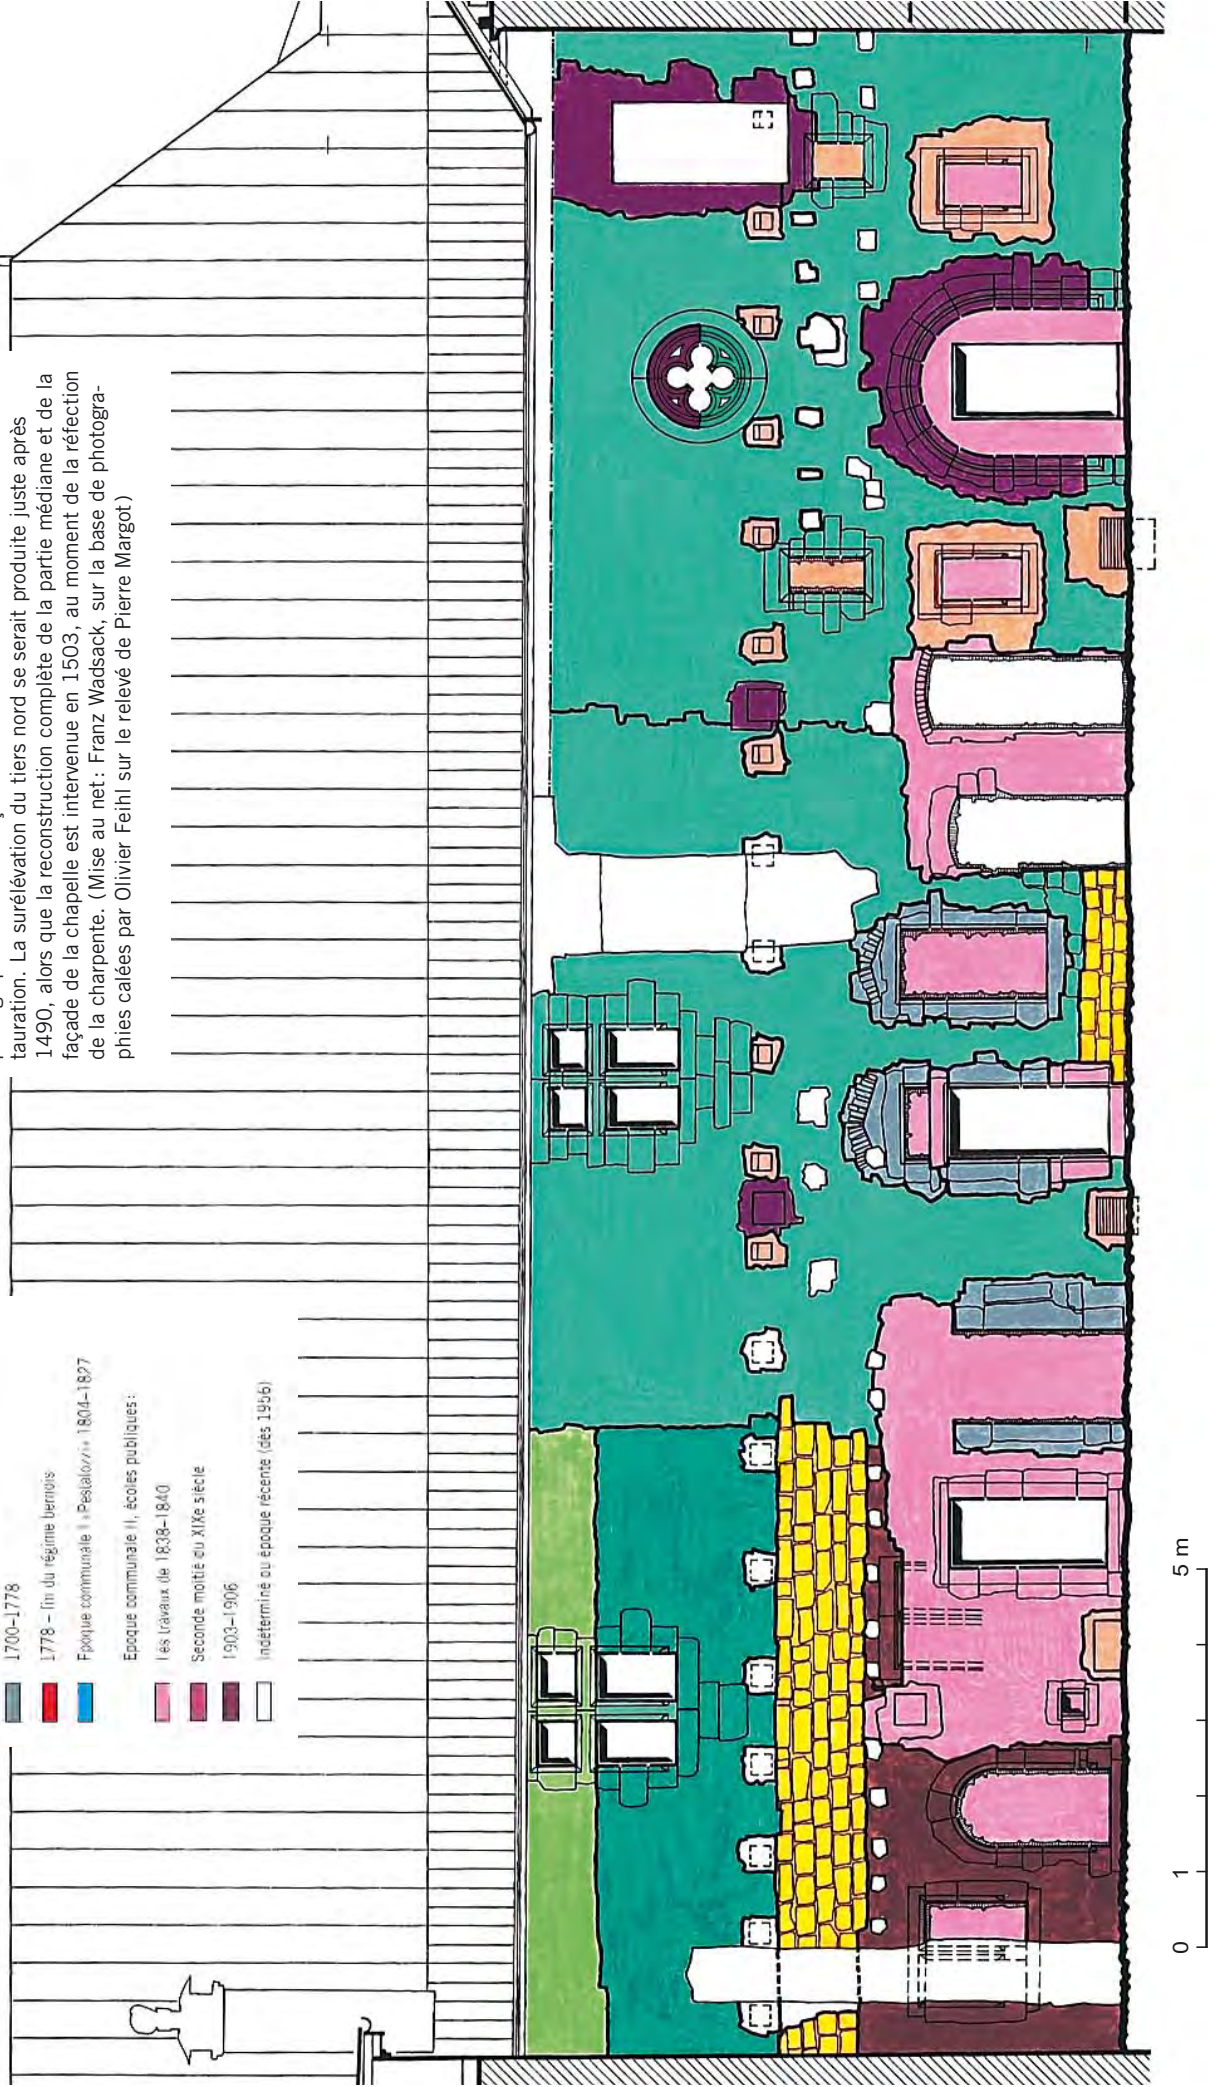 tauration. La surélévation du tiers nord se serait produite juste après
1490, alors que la reconstruction complète de la partie médiane et de la
façade de la chapelle est intervenue en 1503, au moment de la réfection
de la charpente. (Mise au net: Franz Wadsack, sur la base de photogra-
phies calées par Olivier Feihl sur le relevé de Pierre Margot)
1700–1778
1778 – fin du régime bernois
Epoque communale I «Pestalozzi» 1804–1827
Epoque communale II, écoles publiques:
Les travaux de 1838–1840
Seconde moitié du XIXe siècle
1903–1906
Indéterminé ou époque récente (dès 1956)
0 1 5 m